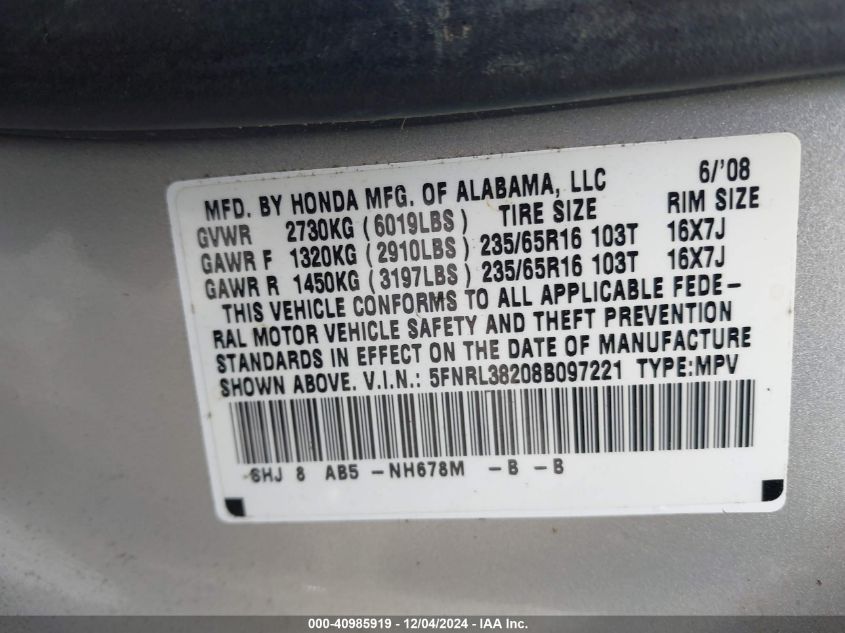 MFD. BY HONDA MFG. OF ALABAMA, LLC 6/'08
GVWR 2730KG (6019LBS) TIRE SIZE RIM SIZE
GAWR F 1320KG (2910LBS) 235/65R16 103T 16X7J
GAWR R 1450KG (3197LBS) 235/65R16 103T 16X7J
THIS VEHICLE CONFORMS TO ALL APPLICABLE FEDE-
RAL MOTOR VEHICLE SAFETY AND THEFT PREVENTION
STANDARDS IN EFFECT ON THE DATE OF MANUFACTURE
SHOWN ABOVE. V.I.N.: 5FNRL38208B097221 TYPE:MPV
SHJ 8 AB5 -NH678M -B -B
000-40985919 - 12/04/2024 - IAA Inc.